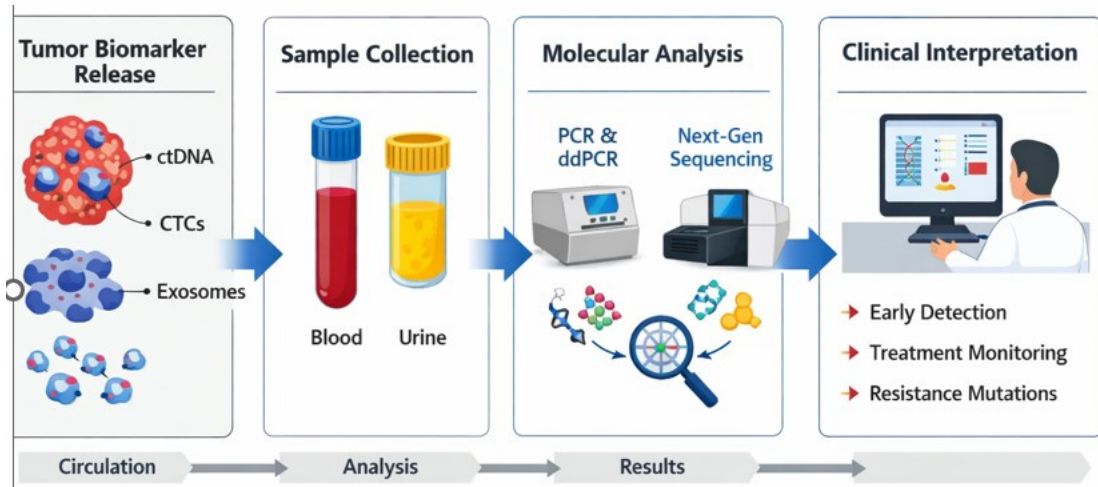 Tumor Biomarker
Release
ctDNA
CTCs
Exosomes
Sample Collection
Blood
Urine
Molecular Analysis
PCR &
ddPCR
Next-Gen
Sequencing
Clinical Interpretation
Early Detection
Treatment Monitoring
Resistance Mutations
Circulation
Analysis
Results